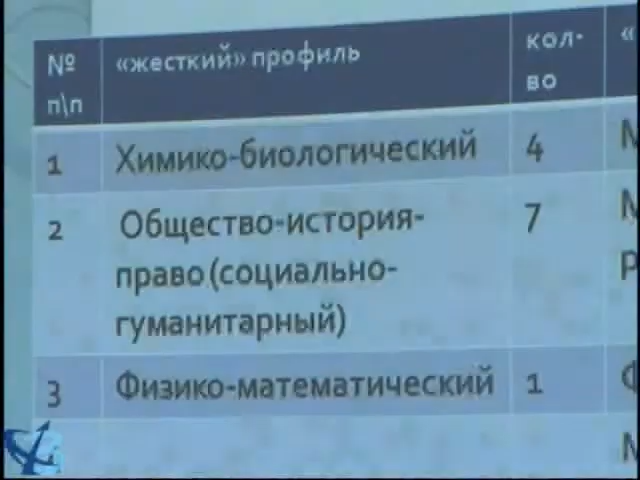 № п\п «жесткий» профиль кол-во «
1 Химико-биологический 4 М
2 Общество-история- 7
право (социально-
гуманитарный)
3 Физико-математический 1